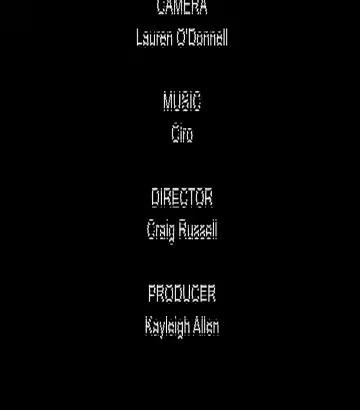 CAMERA
Lauren O'Donnell
MUSIC
Ciro
DIRECTOR
Craig Russell
PRODUCER
Kayleigh Allen